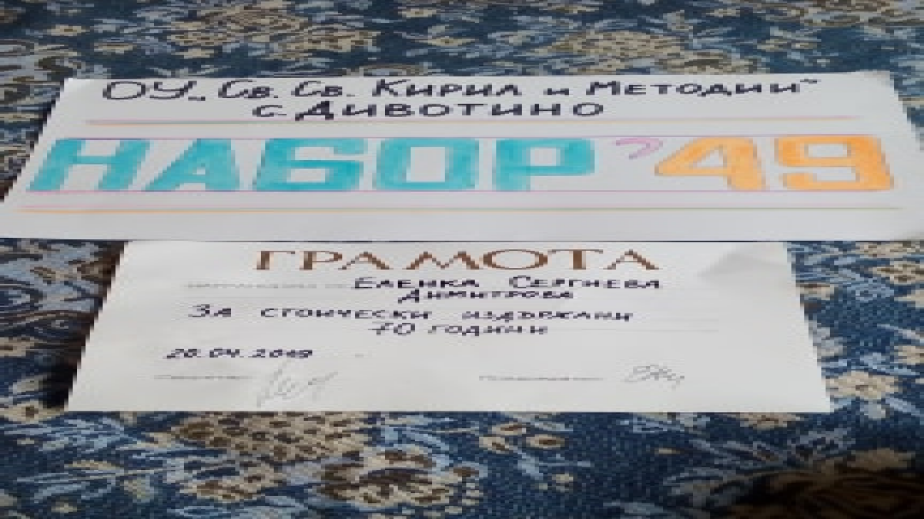 ОУ „Св. Св. Кирил и Методий“
с. Дивотино
НАБОР '49
ГРАМОТА
Еленка Сергиева
Димитрова
За стоически издържани
70 години
20.04.2019